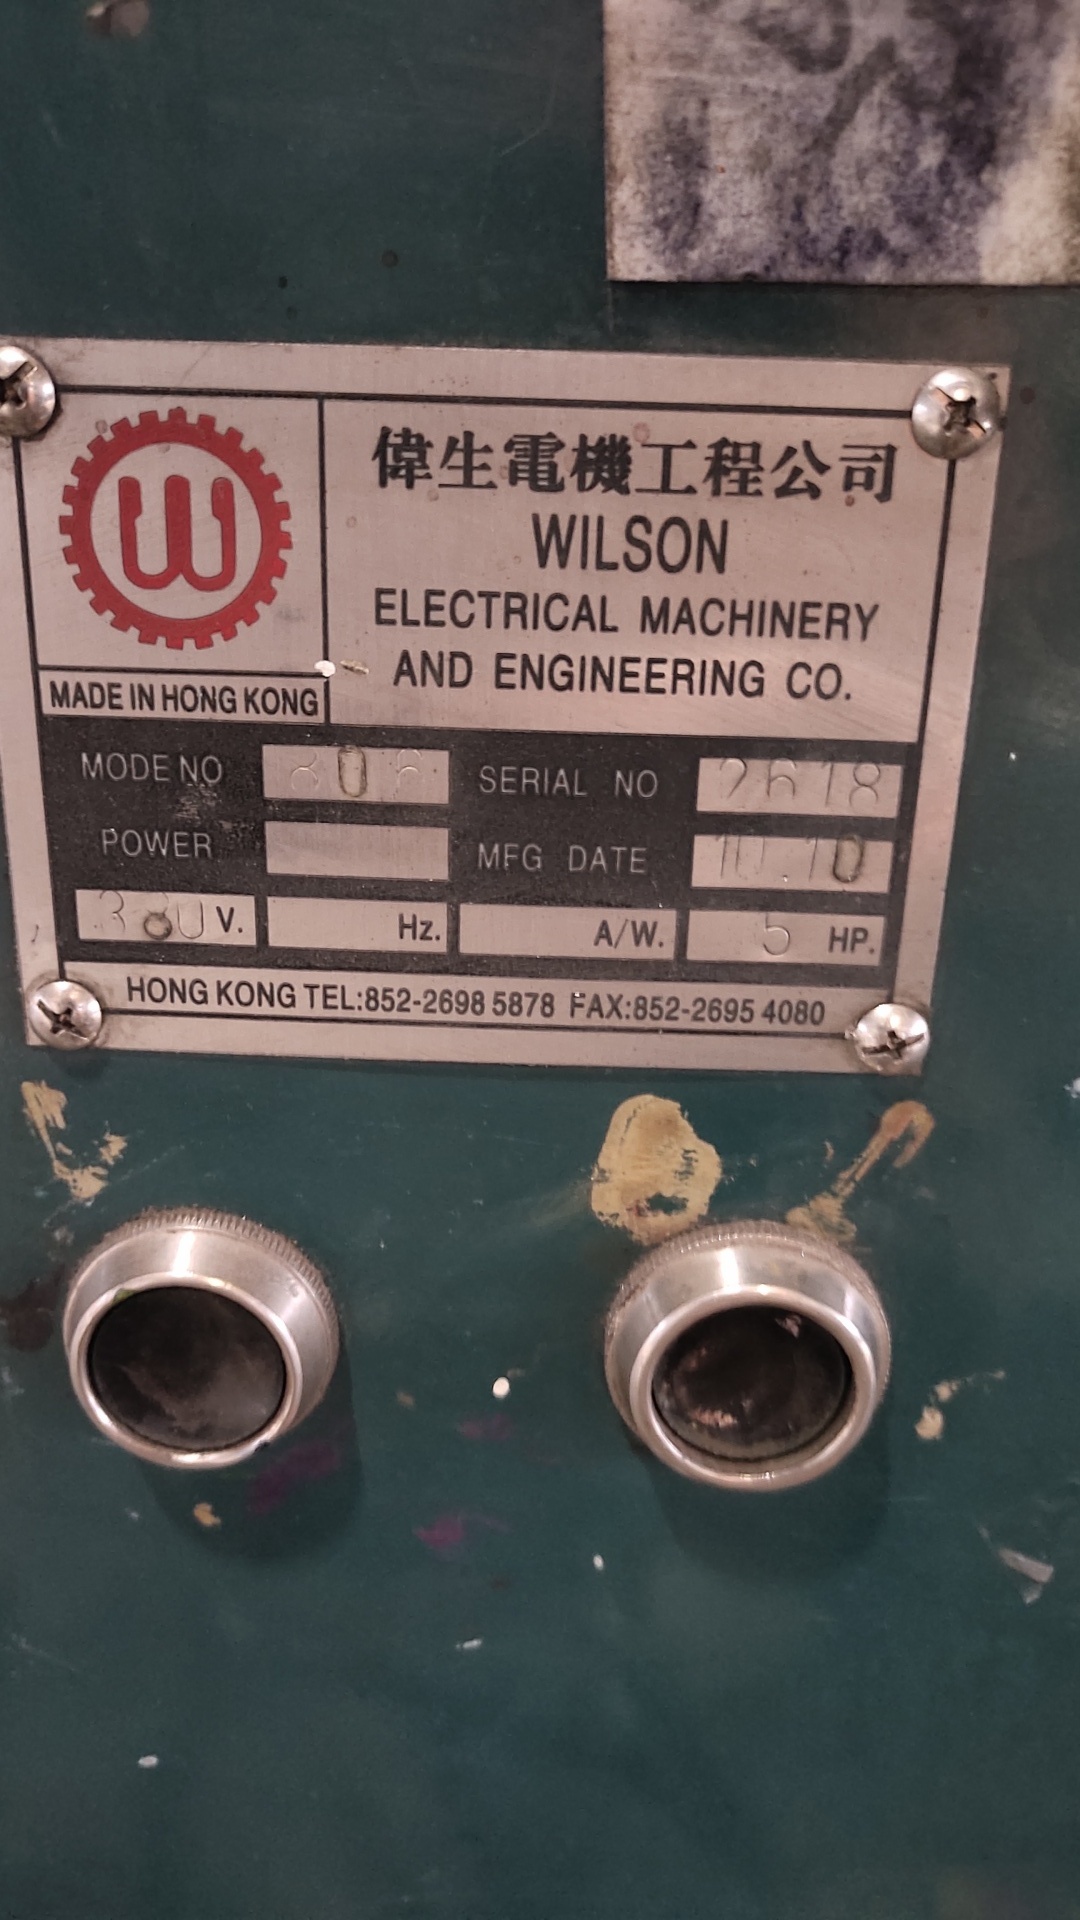 W
偉生電機工程公司
WILSON
ELECTRICAL MACHINERY
AND ENGINEERING CO.
MADE IN HONG KONG
MODE NO SERIAL NO 2618
POWER MFG DATE 10.10
380 V. Hz. A/W. 5 HP.
HONG KONG TEL:852-2698 5878 FAX:852-2695 4080